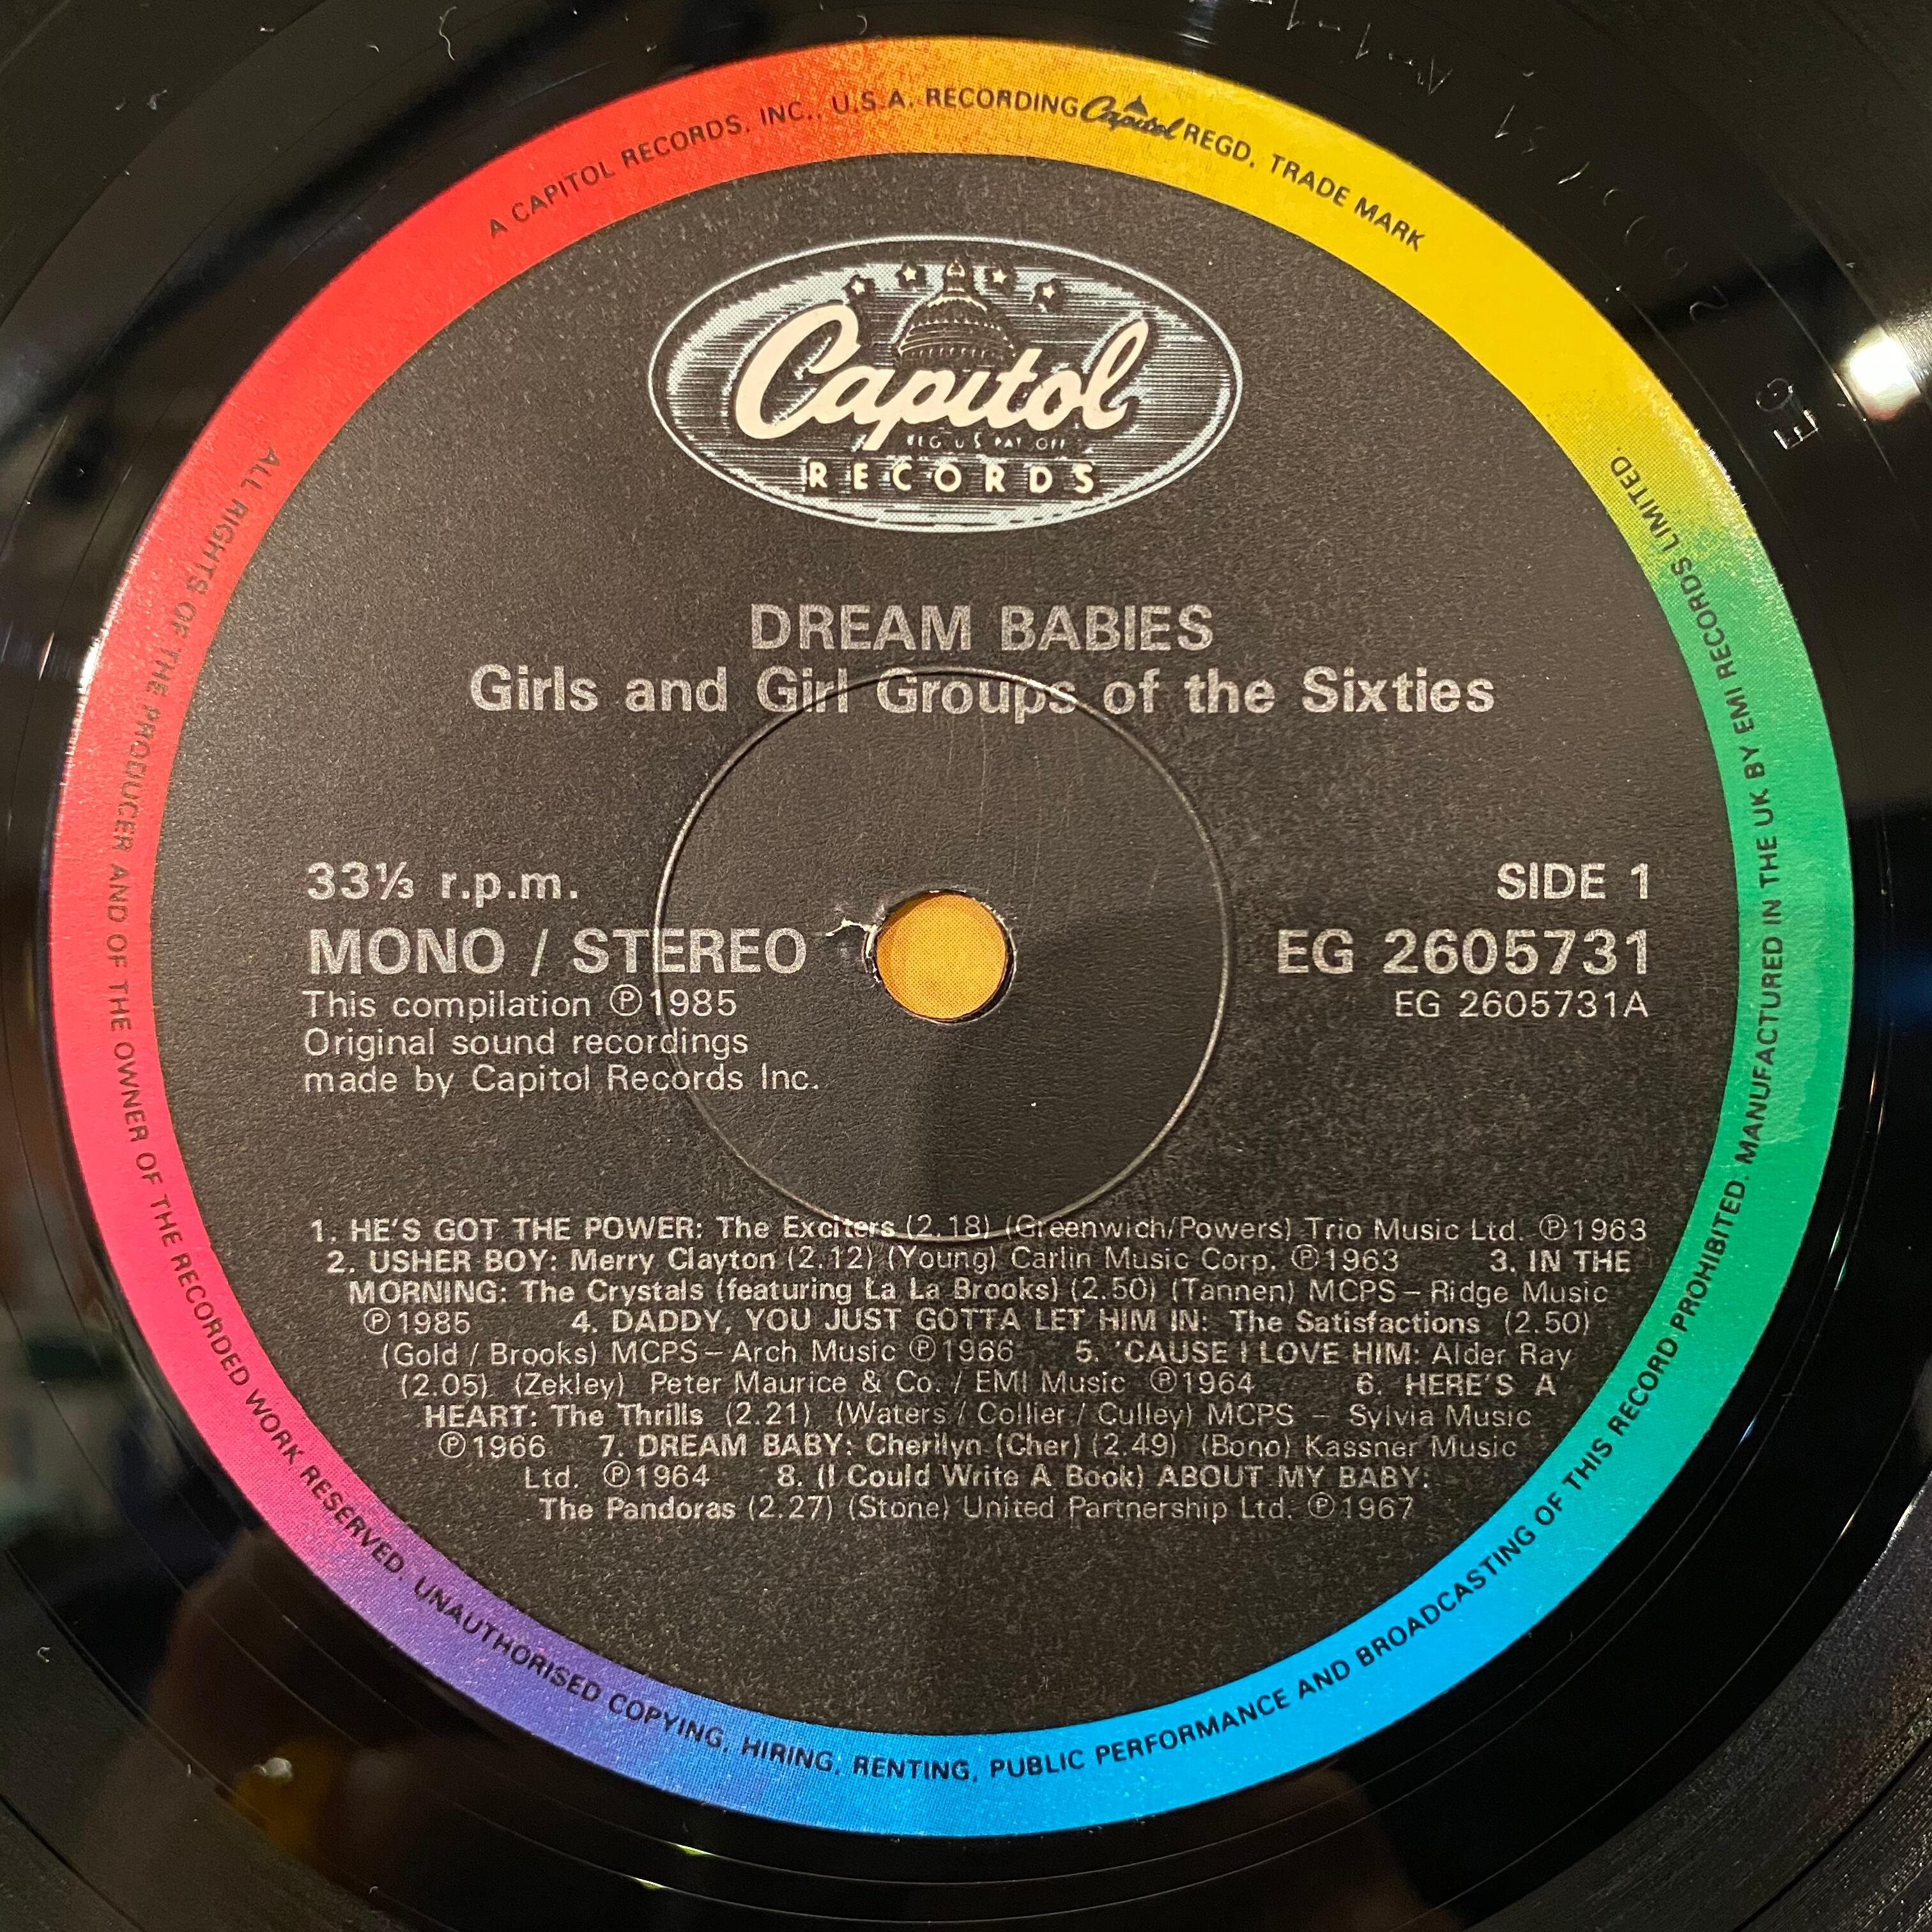 A CAPITOL RECORDS, INC., U.S.A. RECORDING Capitol REGD. TRADE MARK
Capitol
REG U S PAT OFF
RECORDS
DREAM BABIES
Girls and Girl Groups of the Sixties
33⅓ r.p.m.
SIDE 1
MONO / STEREO
EG 2605731
This compilation ℗1985
EG 2605731A
Original sound recordings
made by Capitol Records Inc.
1. HE'S GOT THE POWER: The Exciters (2.18) (Greenwich/Powers) Trio Music Ltd. ℗1963
2. USHER BOY: Merry Clayton (2.12) (Young) Carlin Music Corp. ℗1963 3. IN THE
MORNING: The Crystals (featuring La La Brooks) (2.50) (Tannen) MCPS – Ridge Music
℗1985 4. DADDY, YOU JUST GOTTA LET HIM IN: The Satisfactions (2.50)
(Gold / Brooks) MCPS – Arch Music ℗1966 5. 'CAUSE I LOVE HIM: Alder Ray
(2.05) (Zekley) Peter Maurice & Co. / EMI Music ℗1964 6. HERE'S A
HEART: The Thrills (2.21) (Waters / Collier / Culley) MCPS – Sylvia Music
℗1966 7. DREAM BABY: Cherilyn (Cher) (2.49) (Bono) Kassner Music
Ltd. ℗1964 8. (I Could Write A Book) ABOUT MY BABY:
The Pandoras (2.27) (Stone) United Partnership Ltd. ℗1967
ALL RIGHTS OF THE PRODUCER AND OF THE OWNER OF THE RECORDED WORK RESERVED. UNAUTHORISED COPYING, HIRING, RENTING, PUBLIC PERFORMANCE AND BROADCASTING OF THIS RECORD PROHIBITED. MANUFACTURED IN THE UK BY EMI RECORDS LIMITED
EG